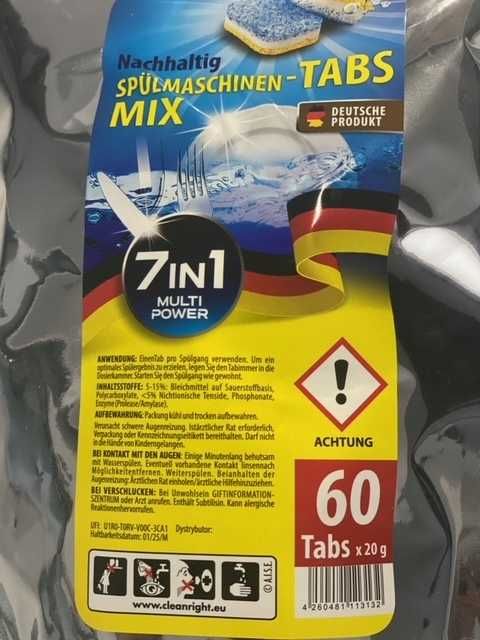 Nachhaltig
SPÜLMASCHINEN-TABS
MIX
DEUTSCHE
PRODUKT
7IN1
MULTI
POWER
ANWENDUNG: EinenTab pro Spülgang verwenden. Um ein
optimales Spülergebnis zu erzielen, legen Sie den Tabimmer in die
Dosierkammer. Starten Sie den Spülgang wie gewohnt.
INHALTSSTOFFE: 5-15%: Bleichmittel auf Sauerstoffbasis,
Polycarboxylate, <5% Nichtionische Tenside, Phosphonate,
Enzyme (Protease/Amylase).
AUFBEWAHRUNG: Packung kühl und trocken aufbewahren.
Verursacht schwere Augenreizung. Istärztlicher Rat erforderlich,
Verpackung oder Kennzeichnungsetikett bereithalten. Darf nicht
in die Hände von Kinderngelangen.
BEI KONTAKT MIT DEN AUGEN: Einige Minutenlang behutsam
mit Wasserspülen. Eventuell vorhandene Kontakt linsennach
Möglichkeitentfernen. Weiterspülen. Beianhalten der
Augenreizung: Ärztlichen Rat einholen/ärztliche Hilfehinzuziehen.
BEI VERSCHLUCKEN: Bei Unwohlsein GIFTINFORMATION-
SZENTRUM oder Arzt anrufen. Enthält Subtilisin. Kann alergische
Reaktionenhervorrufen.
UFI: U1R0-T0RV-V00C-3CA1 Dystrybutor:
Haltbarkeitsdatum: 01/25/M
ACHTUNG
60
Tabs x 20 g
© A.I.S.E.
www.cleanright.eu
4 260481 113132